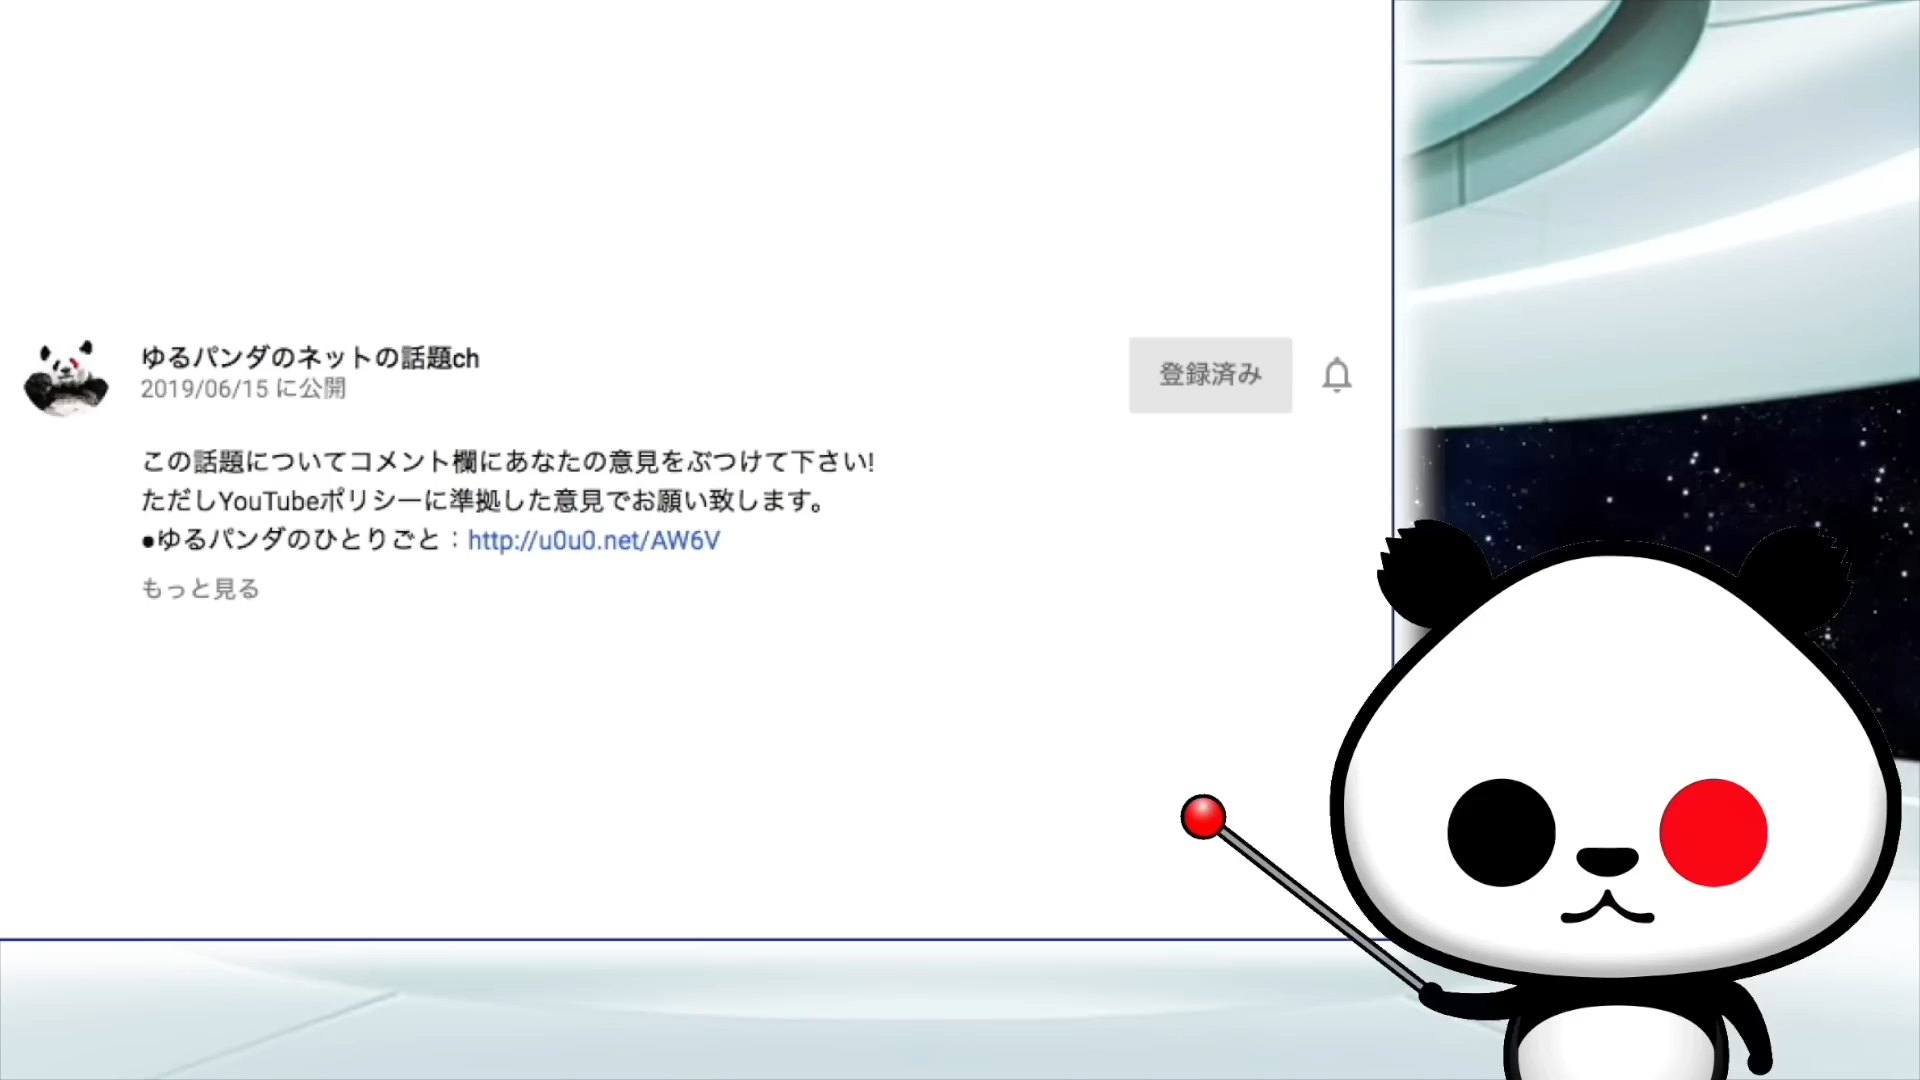 ゆるパンダのネットの話題ch
2019/06/15 に公開
登録済み
この話題についてコメント欄にあなたの意見をぶつけて下さい!
ただしYouTubeポリシーに準拠した意見でお願い致します。
●ゆるパンダのひとりごと：http://u0u0.net/AW6V
もっと見る